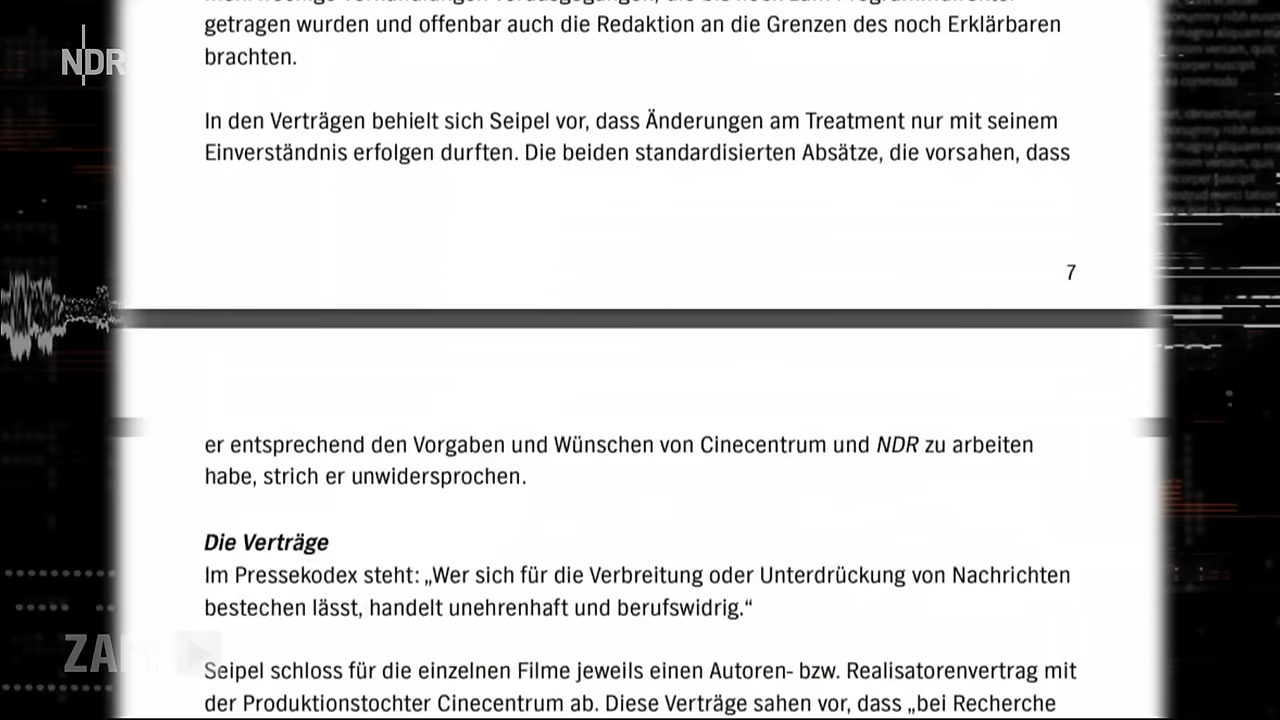 NDR
getragen wurden und offenbar auch die Redaktion an die Grenzen des noch Erklärbaren
brachten.
In den Verträgen behielt sich Seipel vor, dass Änderungen am Treatment nur mit seinem
Einverständnis erfolgen durften. Die beiden standardisierten Absätze, die vorsahen, dass
7
er entsprechend den Vorgaben und Wünschen von Cinecentrum und NDR zu arbeiten
habe, strich er unwidersprochen.
Die Verträge
Im Pressekodex steht: „Wer sich für die Verbreitung oder Unterdrückung von Nachrichten
bestechen lässt, handelt unehrenhaft und berufswidrig.“
Seipel schloss für die einzelnen Filme jeweils einen Autoren- bzw. Realisatorenvertrag mit
der Produktionstochter Cinecentrum ab. Diese Verträge sahen vor, dass „bei Recherche